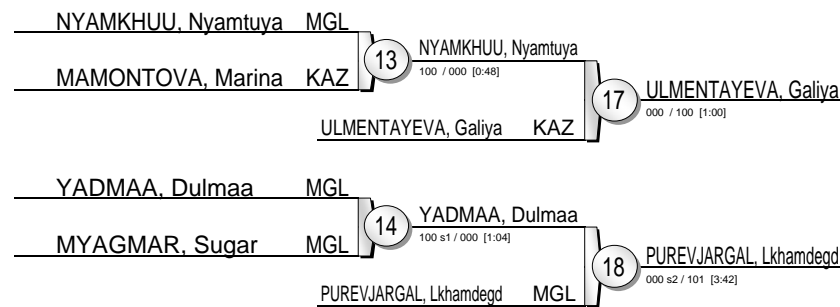 NYAMKHUU, Nyamtuya MGL
13 NYAMKHUU, Nyamtuya
100 / 000 [0:48]
MAMONTOVA, Marina KAZ
17 ULMENTAYEVA, Galiya
000 / 100 [1:00]
ULMENTAYEVA, Galiya KAZ
YADMAA, Dulmaa MGL
14 YADMAA, Dulmaa
100 s1 / 000 [1:04]
MYAGMAR, Sugar MGL
18 PUREVJARGAL, Lkhamdegd
000 s2 / 101 [3:42]
PUREVJARGAL, Lkhamdegd MGL